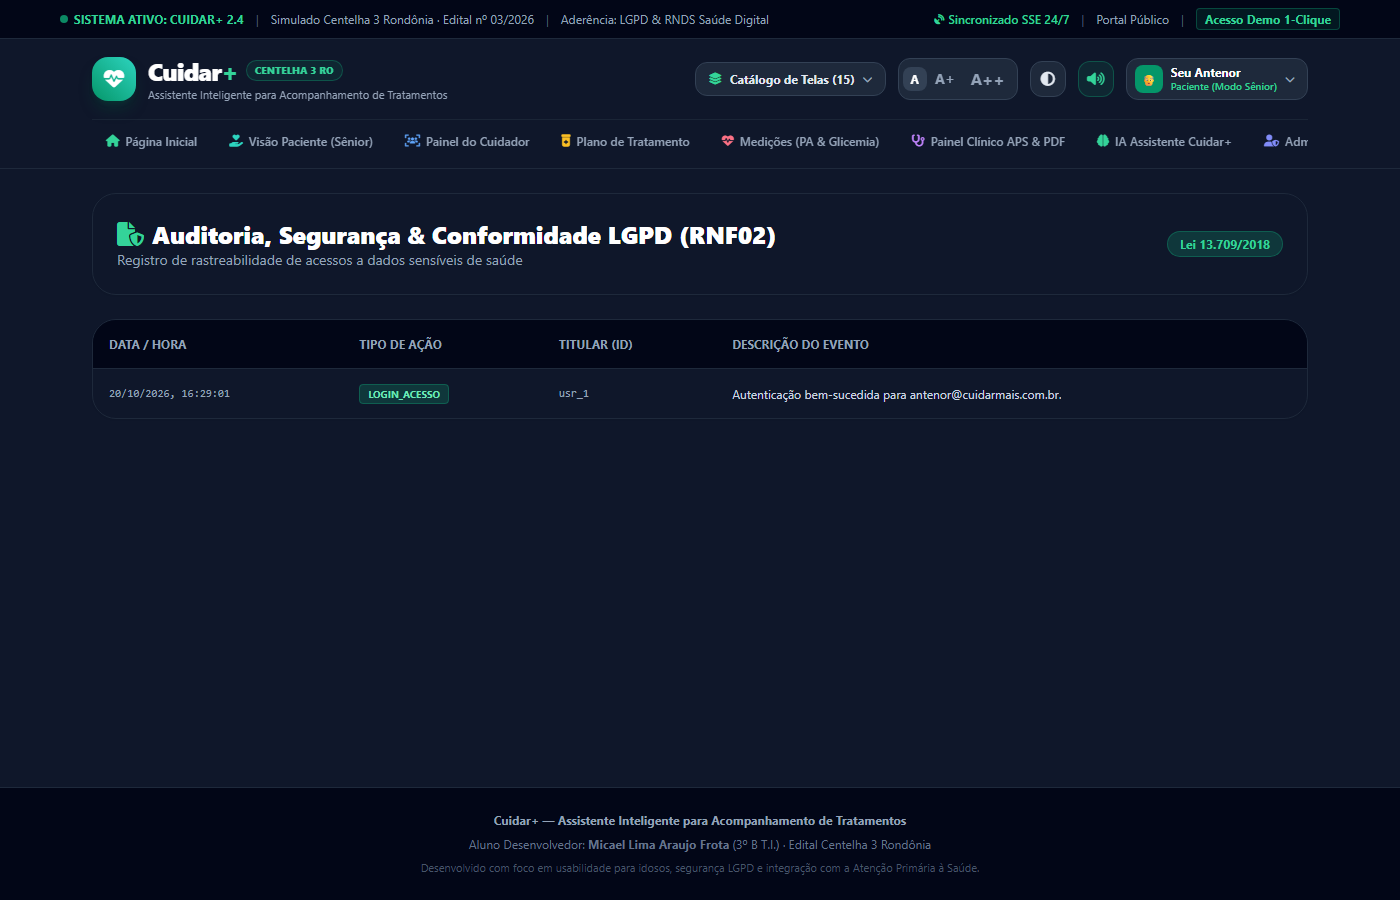 SISTEMA ATIVO: CUIDAR+ 2.4 | Simulado Centelha 3 Rondônia · Edital nº 03/2026 | Aderência: LGPD & RNDS Saúde Digital
Sincronizado SSE 24/7 | Portal Público | Acesso Demo 1-Clique
Cuidar+ CENTELHA 3 RO
Assistente Inteligente para Acompanhamento de Tratamentos
Catálogo de Telas (15)
A A+ A++
Seu Antenor
Paciente (Modo Sênior)
Página Inicial
Visão Paciente (Sênior)
Painel do Cuidador
Plano de Tratamento
Medições (PA & Glicemia)
Painel Clínico APS & PDF
IA Assistente Cuidar+
Adm
Auditoria, Segurança & Conformidade LGPD (RNF02)
Registro de rastreabilidade de acessos a dados sensíveis de saúde
Lei 13.709/2018
DATA / HORA TIPO DE AÇÃO TITULAR (ID) DESCRIÇÃO DO EVENTO
20/10/2026, 16:29:01 LOGIN_ACESSO usr_1 Autenticação bem-sucedida para antenor@cuidarmais.com.br.
Cuidar+ — Assistente Inteligente para Acompanhamento de Tratamentos
Aluno Desenvolvedor: Micael Lima Araujo Frota (3º B T.I.) · Edital Centelha 3 Rondônia
Desenvolvido com foco em usabilidade para idosos, segurança LGPD e integração com a Atenção Primária à Saúde.